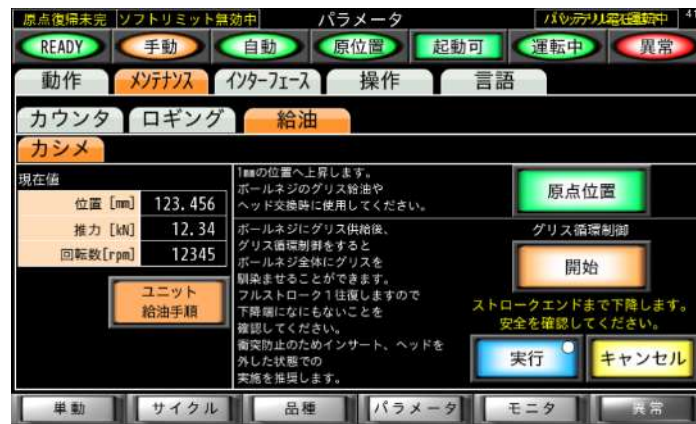 原点復帰未完 ソフトリミット無効中 パラメータ
READY 手動 自動 原位置 起動可 運転中 異常
動作 メンテナンス インターフェース 操作 言語
カウンタ ロギング 給油
カシメ
現在値
位置 [mm] 123.456
推力 [kN] 12.34
回転数[rpm] 12345
ユニット
給油手順
1mmの位置へ上昇します。
ボールネジのグリス給油や
ヘッド交換時に使用してください。
原点位置
ボールネジにグリス供給後、
グリス循環制御をすると
ボールネジ全体にグリスを
馴染ませることができます。
フルストローク1往復しますので
下降端になにもないことを
確認してください。
衝突防止のためインサート、ヘッドを
外した状態での
実施を推奨します。
グリス循環制御
開始
ストロークエンドまで下降します。
安全を確認してください。
実行 キャンセル
単動 サイクル 品種 パラメータ モニタ 異常